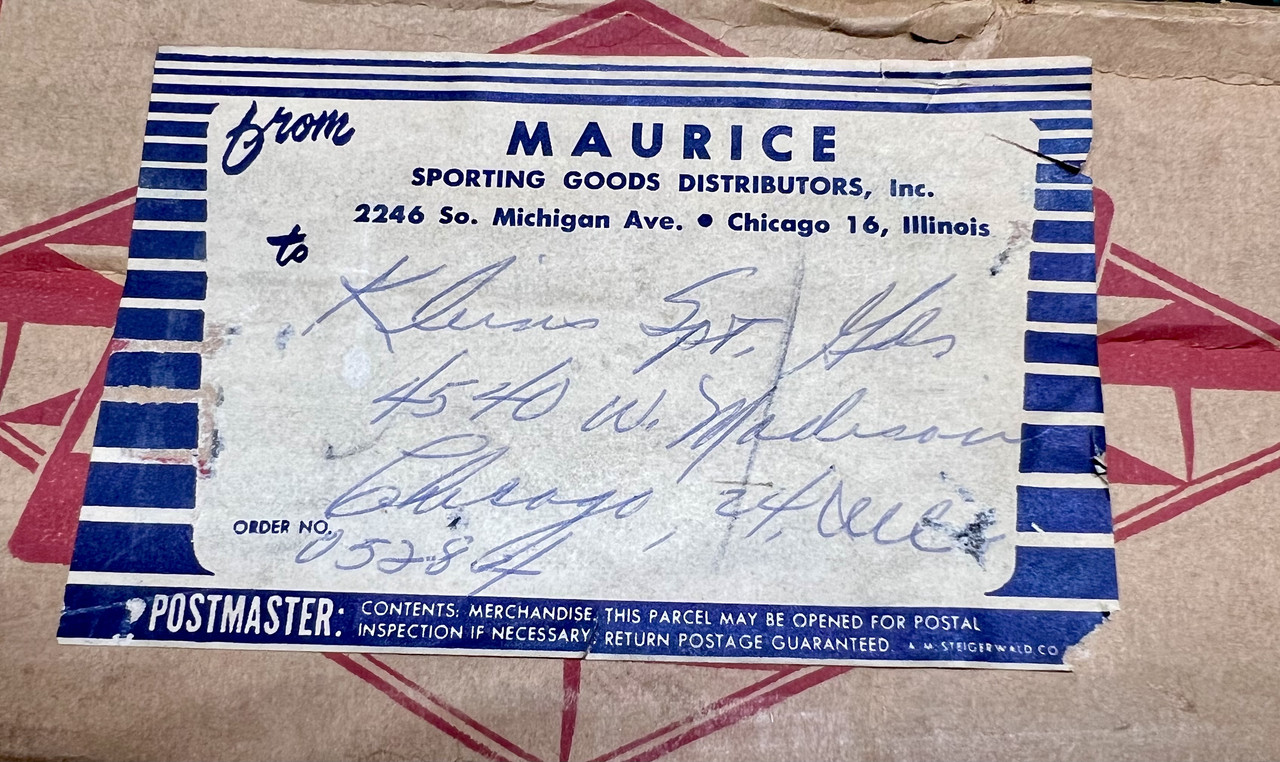 from
MAURICE
SPORTING GOODS DISTRIBUTORS, Inc.
2246 So. Michigan Ave. • Chicago 16, Illinois
to
Kleins Spt. Gds
4540 W. Madison
Chicago, 24, Ill
ORDER NO. 05284
POSTMASTER: CONTENTS: MERCHANDISE. THIS PARCEL MAY BE OPENED FOR POSTAL
INSPECTION IF NECESSARY. RETURN POSTAGE GUARANTEED A. M. STEIGERWALD CO